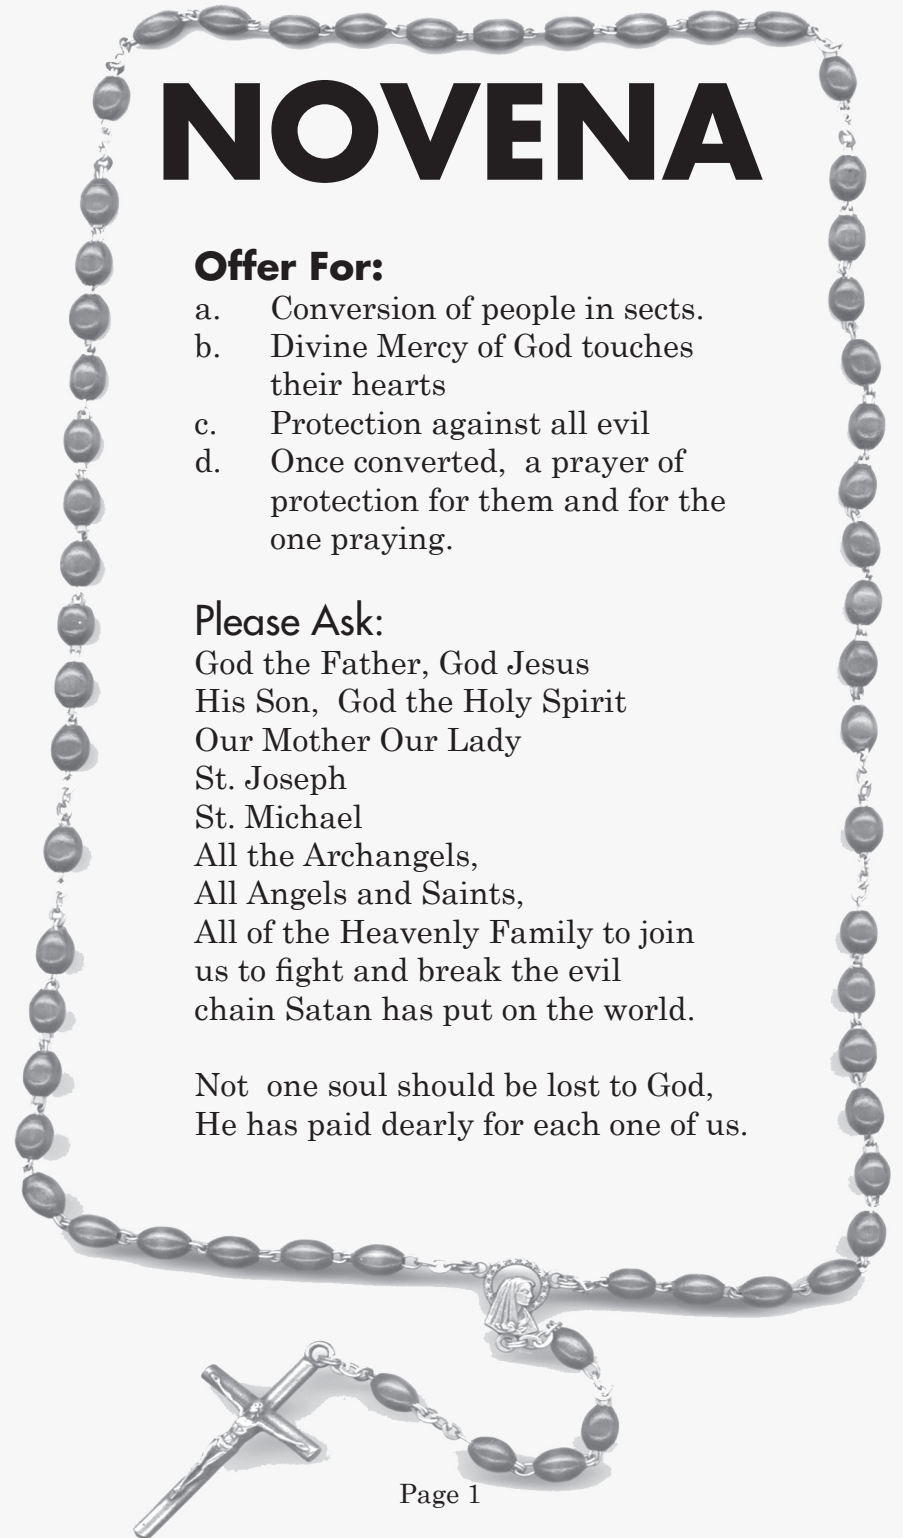 NOVENA
Offer For:
a. Conversion of people in sects.
b. Divine Mercy of God touches
their hearts
c. Protection against all evil
d. Once converted,  a prayer of
protection for them and for the
one praying.
Please Ask:
God the Father, God Jesus
His Son,  God the Holy Spirit
Our Mother Our Lady
St. Joseph
St. Michael
All the Archangels,
All Angels and Saints,
All of the Heavenly Family to join
us to fight and break the evil
chain Satan has put on the world.
Not  one soul should be lost to God,
He has paid dearly for each one of us.
Page 1